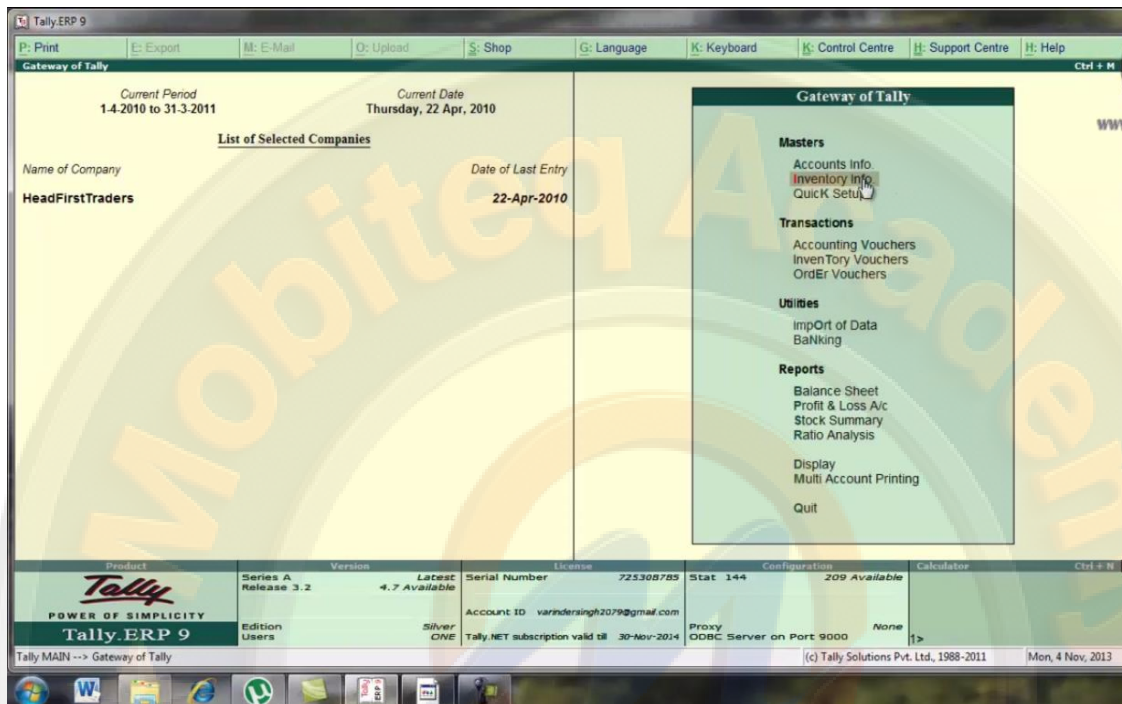 Tally.ERP 9
P: Print E: Export M: E-Mail O: Upload S: Shop G: Language K: Keyboard K: Control Centre H: Support Centre H: Help
Gateway of Tally Ctrl + M
Current Period Current Date
1-4-2010 to 31-3-2011 Thursday, 22 Apr, 2010
List of Selected Companies
Name of Company Date of Last Entry
HeadFirstTraders 22-Apr-2010
Gateway of Tally
www
Masters
Accounts Info.
Inventory Info.
QuicK Setup
Transactions
Accounting Vouchers
InvenTory Vouchers
OrdEr Vouchers
Utilities
ImpOrt of Data
BaNking
Reports
Balance Sheet
Profit & Loss A/c
Stock Summary
Ratio Analysis
Display
Multi Account Printing
Quit
Mobiteq Academ
Product Version License Configuration Calculator Ctrl + N
Tally
POWER OF SIMPLICITY
Tally.ERP 9
Series A Latest
Release 3.2 4.7 Available
Edition Silver
Users ONE
Serial Number 725308785
Account ID varindersingh2079@gmail.com
Tally.NET subscription valid till 30-Nov-2014
Stat 144 209 Available
Proxy None
ODBC Server on Port 9000
1>
Tally MAIN --> Gateway of Tally (c) Tally Solutions Pvt. Ltd., 1988-2011 Mon, 4 Nov, 2013